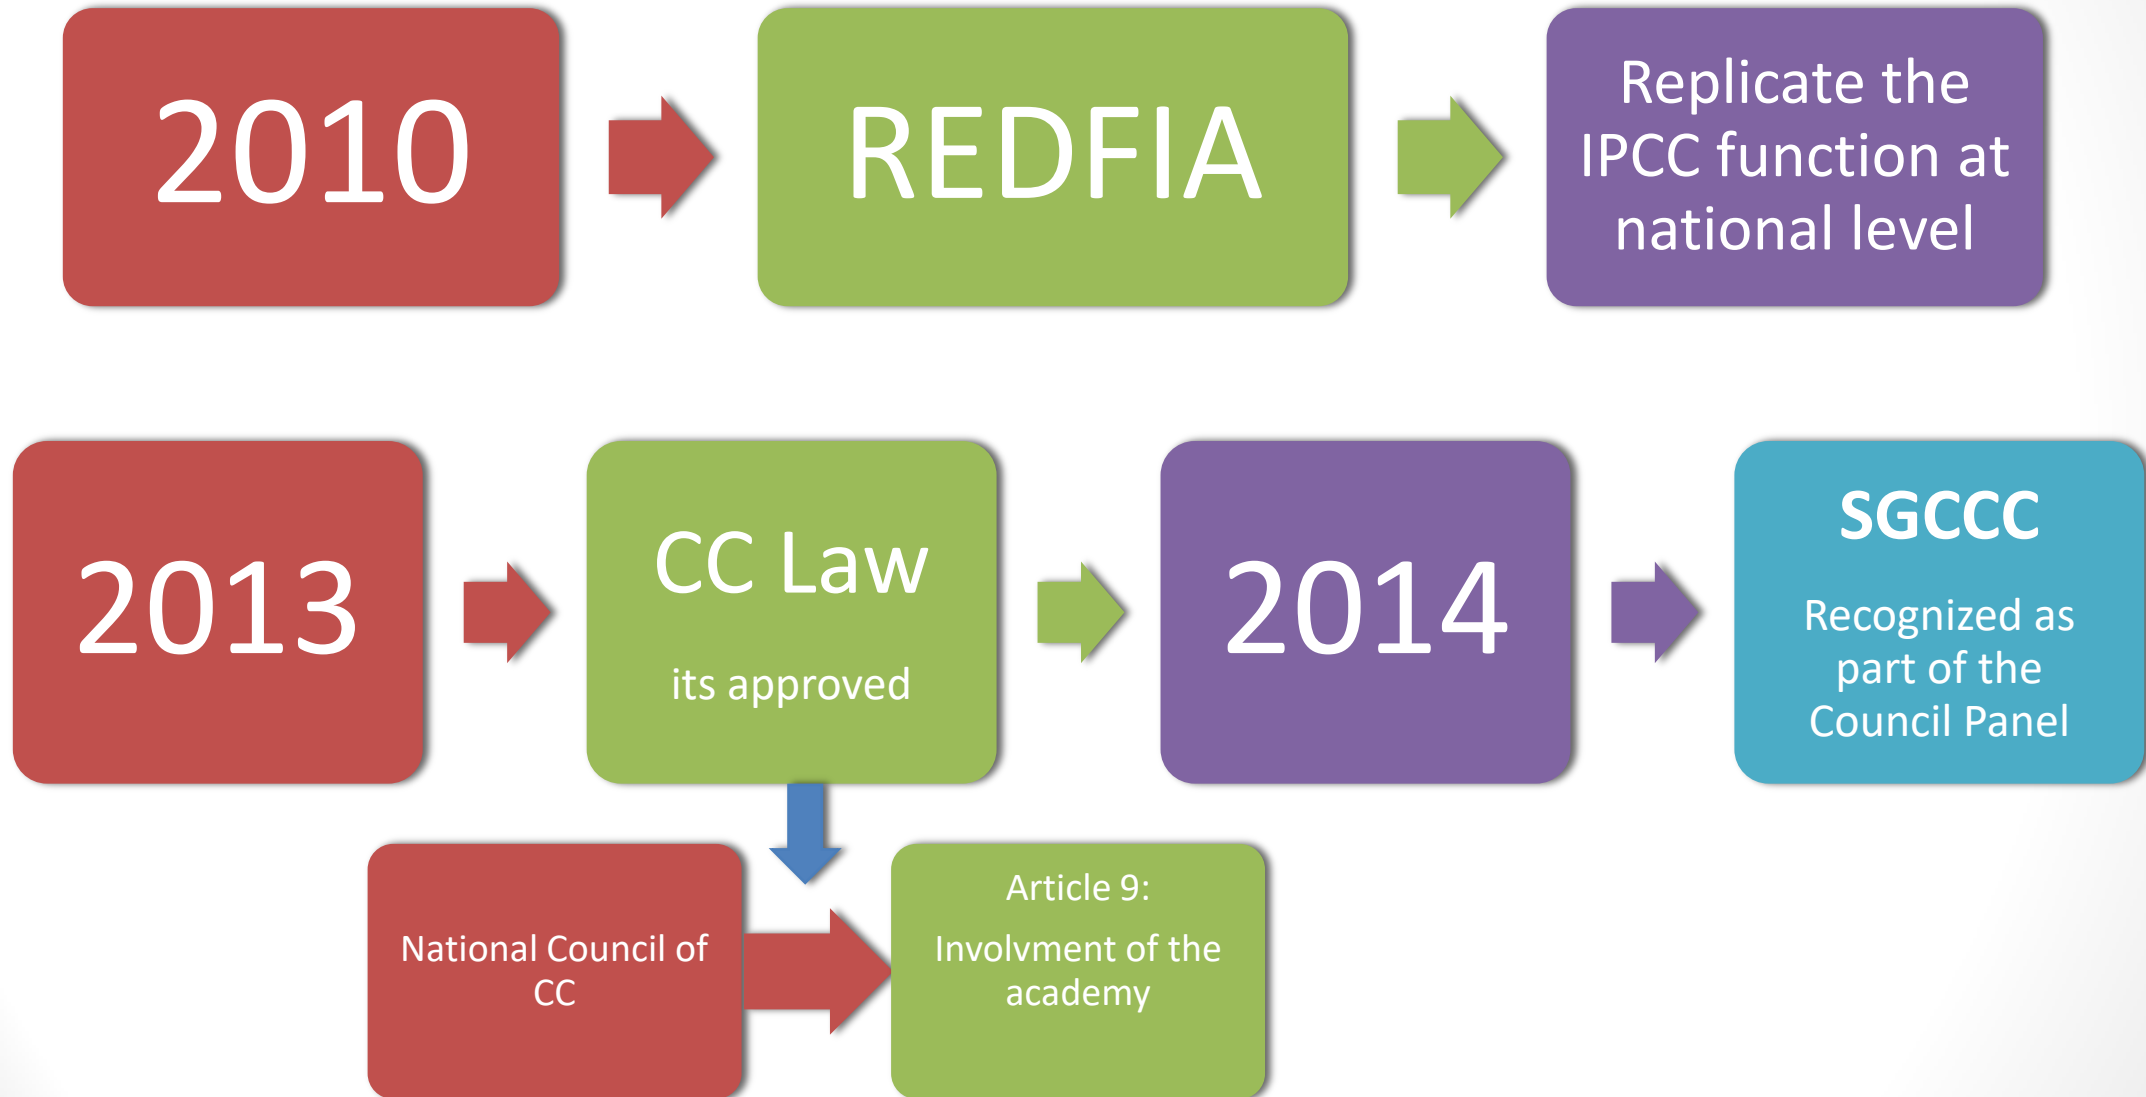 2010
REDFIA
Replicate the
IPCC function at
national level
2013
CC Law
its approved
2014
SGCCC
Recognized as
part of the
Council Panel
National Council of
CC
Article 9:
Involvment of the
academy